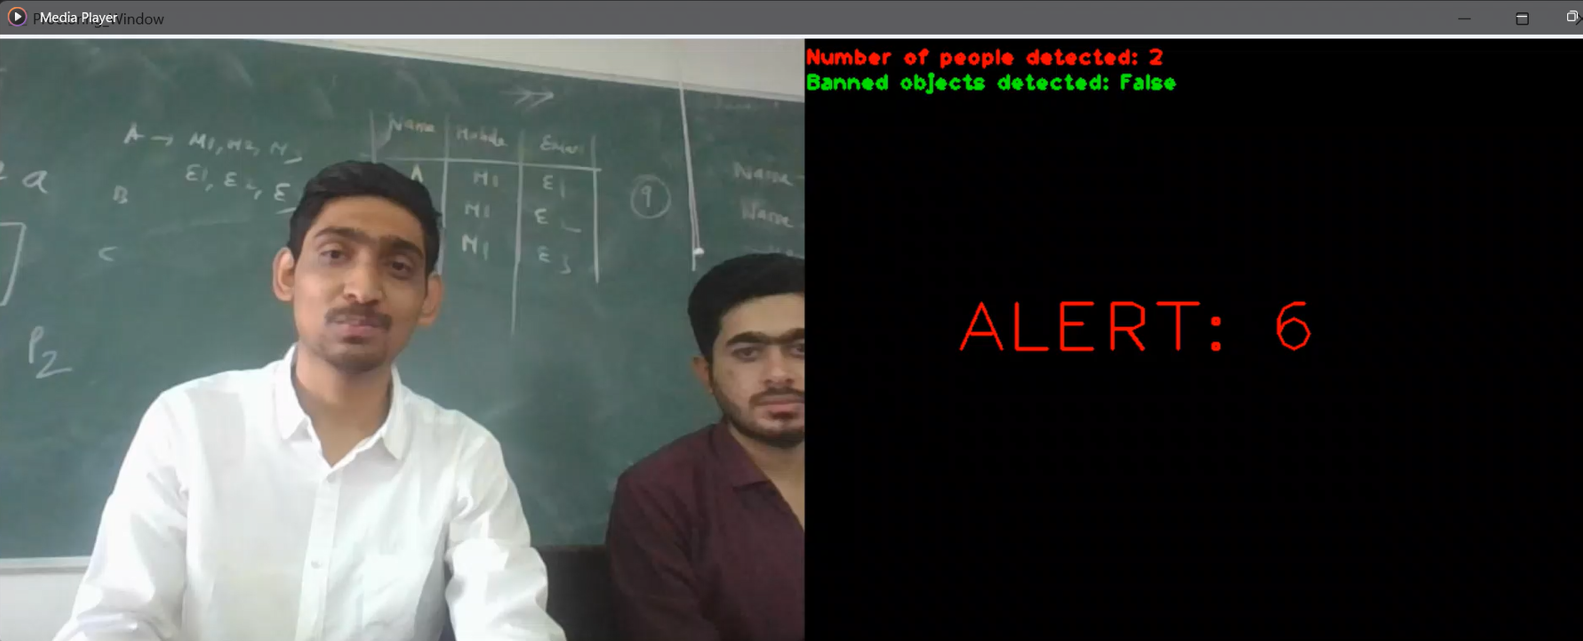 Media Player
Proctoring_Window
Number of people detected: 2
Banned objects detected: False
ALERT: 6
A → M1, M2, M3
E1, E2, E
B
C
Name Mobile Email
A M1 E1
M1 E2
M1 E3
9
Name
Name
a
P2